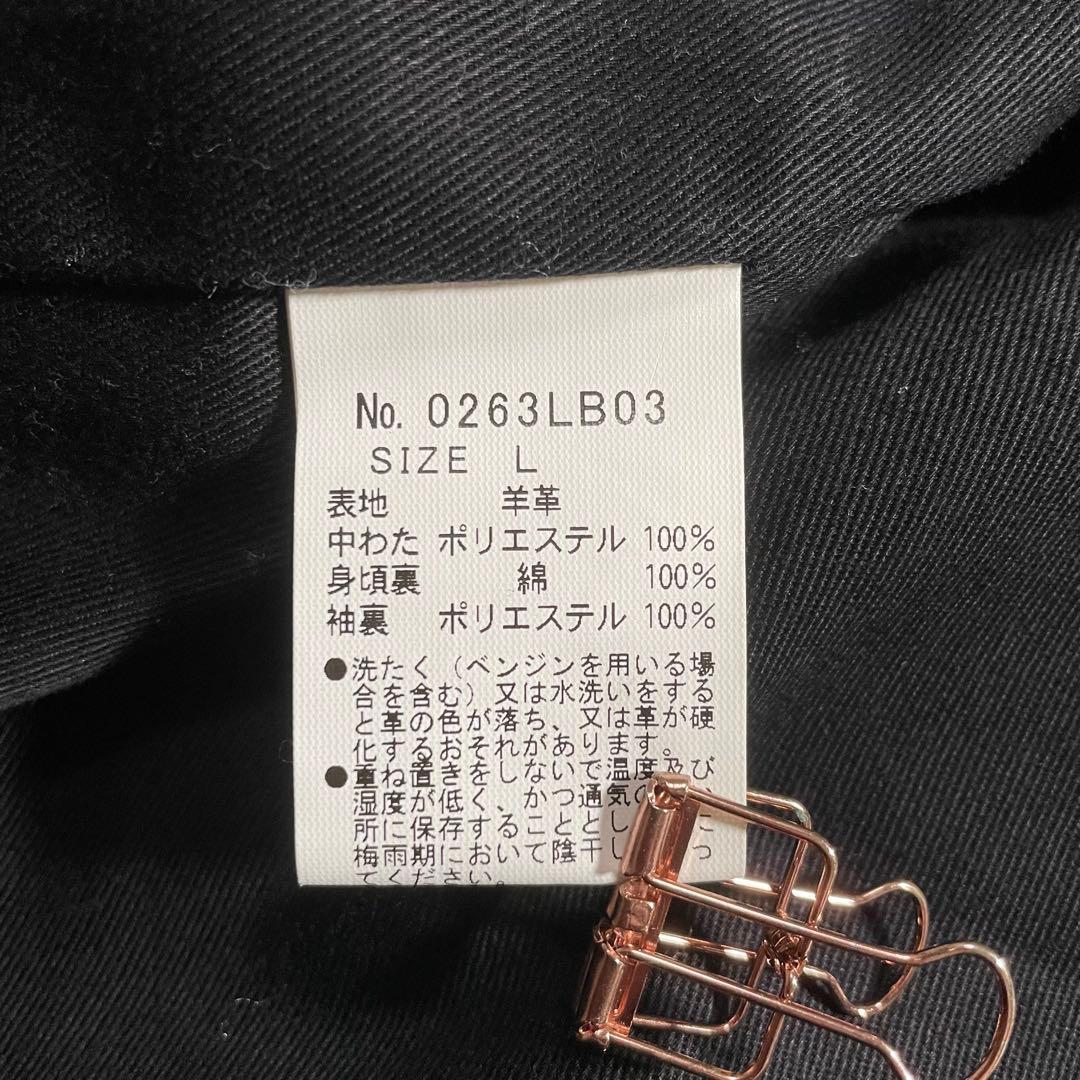 No. 0263LB03
SIZE L
表地 羊革
中わた ポリエステル 100%
身頃裏 綿 100%
袖裏 ポリエステル 100%
●洗たく（ベンジンを用いる場
合を含む）又は水洗いをする
と革の色が落ち、又は革が硬
化するおそれがあります。
●重ね置きをしないで温度及び
湿度が低く、かつ通気の
所に保存することとし に
梅雨期において陰干し っ
てください。